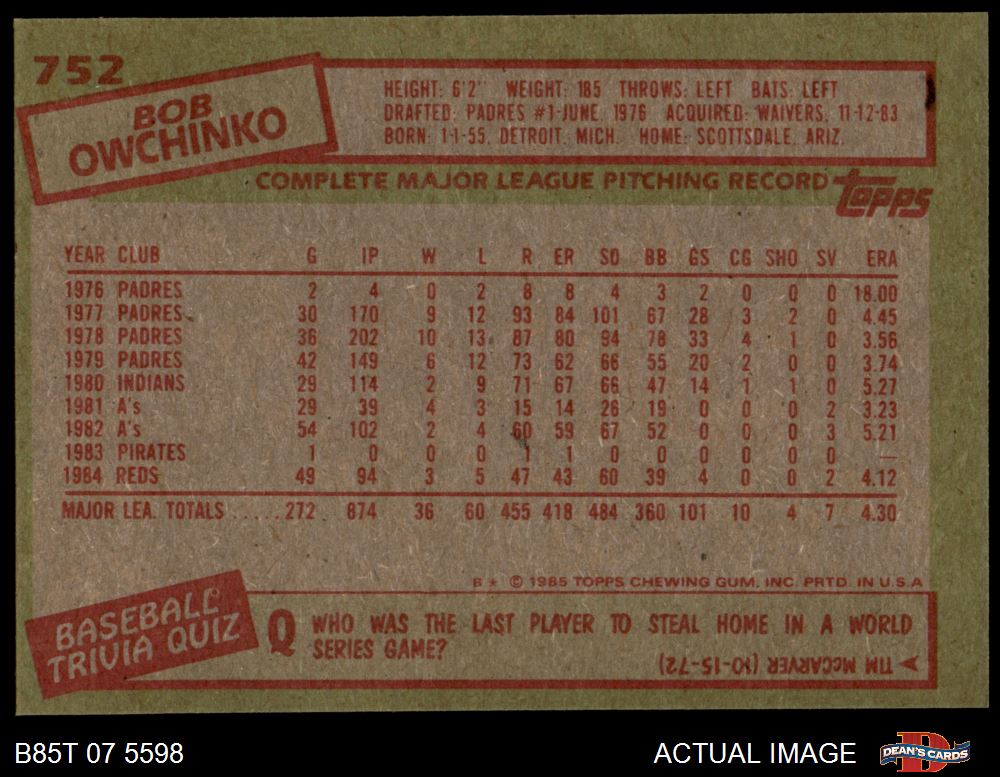 752
BOB
OWCHINKO
HEIGHT: 6'2" WEIGHT: 185 THROWS: LEFT BATS: LEFT
DRAFTED: PADRES #1-JUNE, 1976 ACQUIRED: WAIVERS, 11-12-83
BORN: 1-1-55, DETROIT, MICH. HOME: SCOTTSDALE, ARIZ.
COMPLETE MAJOR LEAGUE PITCHING RECORD topps
YEAR CLUB G IP W L R ER SO BB GS CG SHO SV ERA
1976 PADRES 2 4 0 2 8 8 4 3 2 0 0 0 18.00
1977 PADRES 30 170 9 12 93 84 101 67 28 3 2 0 4.45
1978 PADRES 36 202 10 13 87 80 94 78 33 4 1 0 3.56
1979 PADRES 42 149 6 12 73 62 66 55 20 2 0 0 3.74
1980 INDIANS 29 114 2 9 71 67 66 47 14 1 1 0 5.27
1981 A's 29 39 4 3 15 14 26 19 0 0 0 2 3.23
1982 A's 54 102 2 4 60 59 67 52 0 0 0 3 5.21
1983 PIRATES 1 0 0 0 1 1 0 0 0 0 0 0 —
1984 REDS 49 94 3 5 47 43 60 39 4 0 0 2 4.12
MAJOR LEA. TOTALS .....272 874 36 60 455 418 484 360 101 10 4 7 4.30
B★ © 1985 TOPPS CHEWING GUM, INC. PRTD. IN U.S.A
BASEBALL
TRIVIA QUIZ
Q WHO WAS THE LAST PLAYER TO STEAL HOME IN A WORLD
SERIES GAME?
TIM McCARVER (10-15-72)
B85T 07 5598
ACTUAL IMAGE
D
DEAN'S CARDS